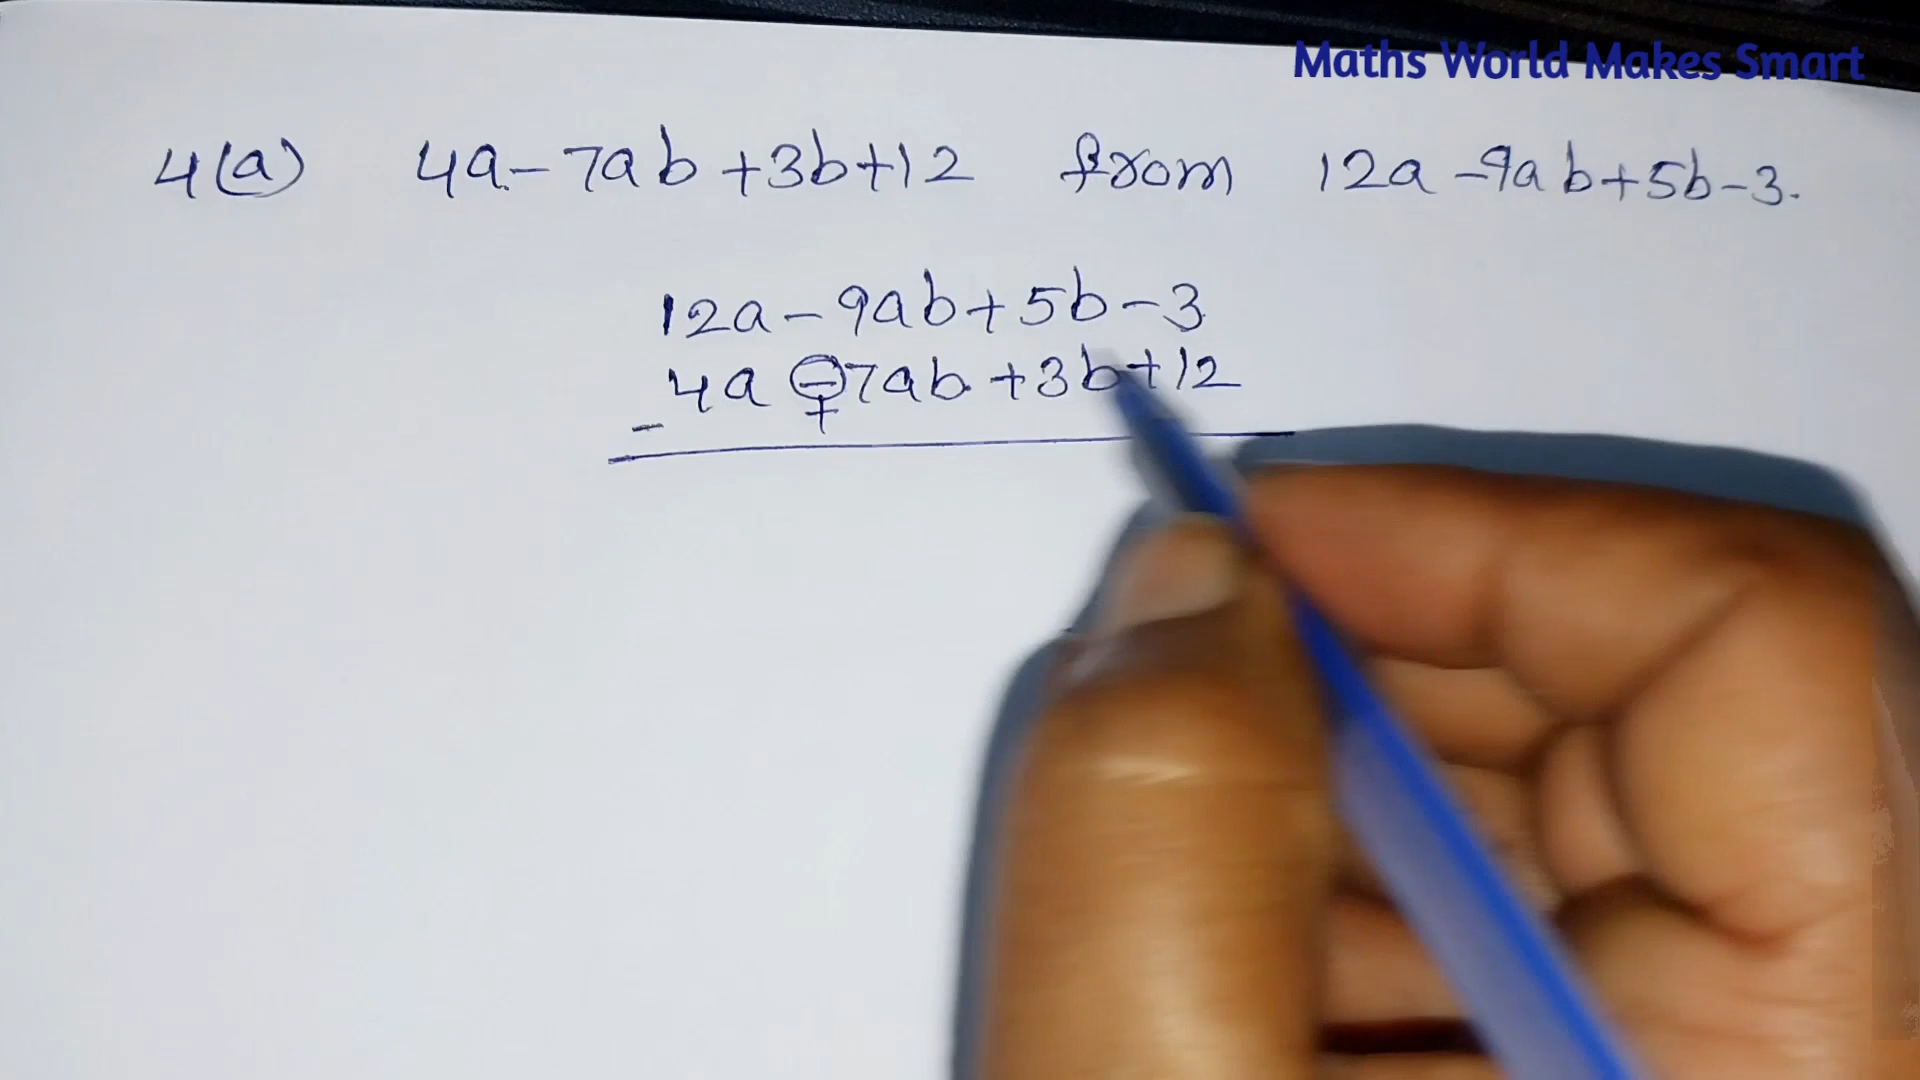 Maths World Makes Smart
4(a) 4a-7ab+3b+12 from 12a-9ab+5b-3.
12a-9ab+5b-3
4a-7ab+3b+12
- +